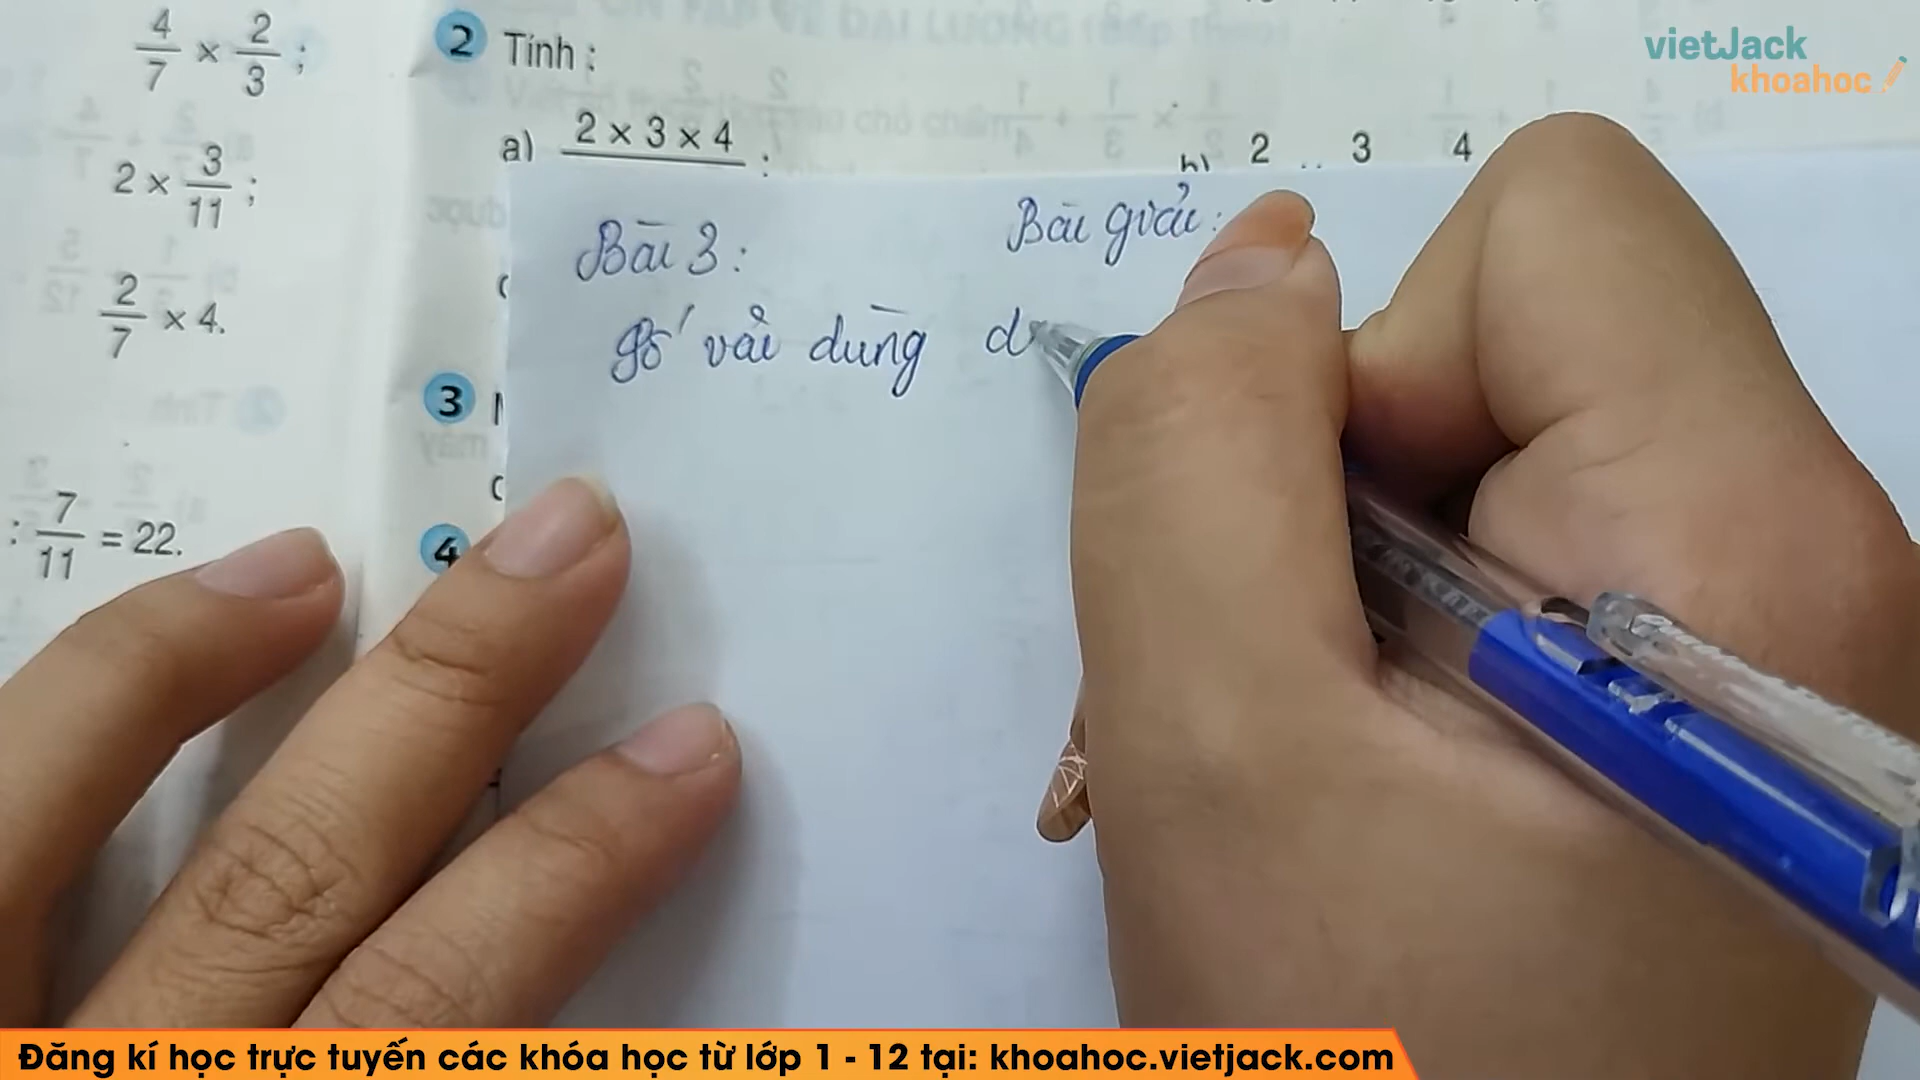 vietJack
khoahoc
4/7 × 2/3 ;
2 × 3/11 ;
2/7 × 4.
: 7/11 = 22.
2 Tính :
a) 2 × 3 × 4 ;
b) 2 3 4
Bài giải :
Bài 3 :
Số vải dùng d
3
4
Đăng kí học trực tuyến các khóa học từ lớp 1 - 12 tại: khoahoc.vietjack.com